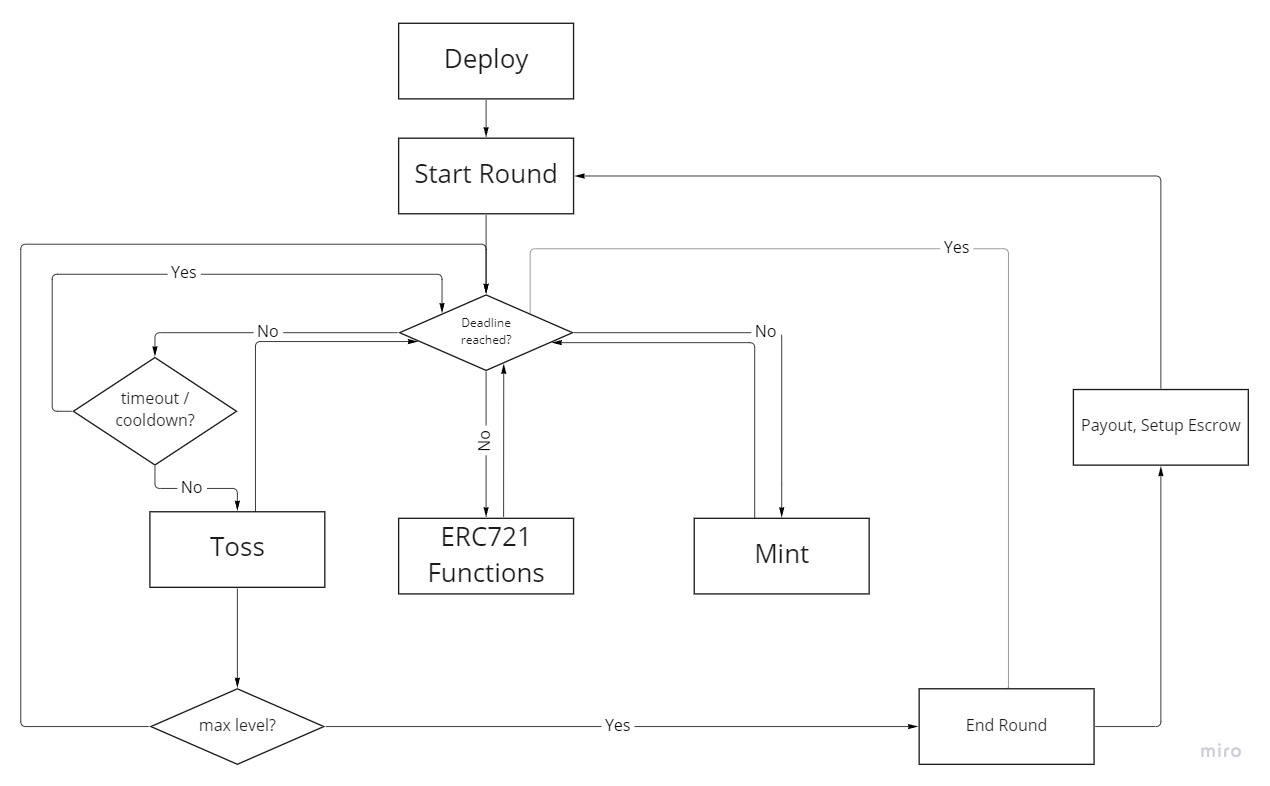 Deploy
Start Round
Yes
Yes
Deadline
reached?
No
No
timeout /
cooldown?
No
No
Payout, Setup Escrow
Toss
ERC721
Functions
Mint
max level?
Yes
End Round
miro